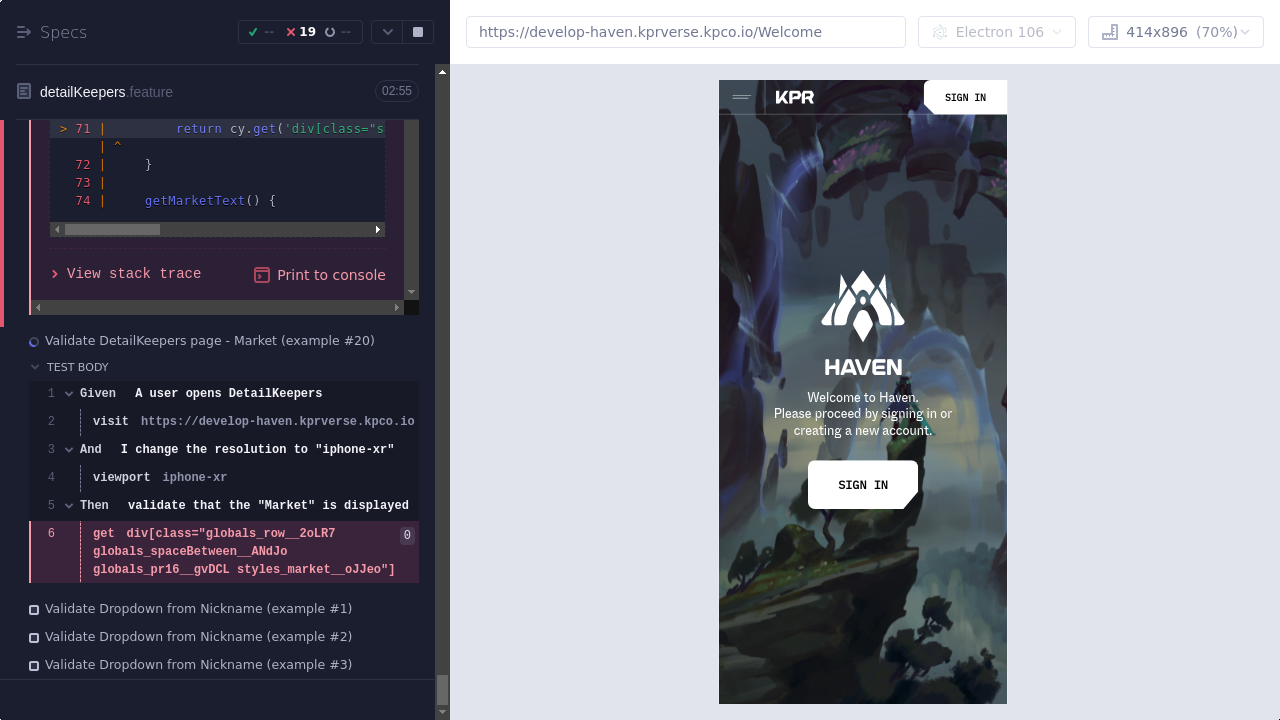 Specs
--
19
--
https://develop-haven.kprverse.kpco.io/Welcome
Electron 106
414x896 (70%)
detailKeepers.feature
02:55
> 71 | return cy.get('div[class="s
| ^
72 | }
73 |
74 | getMarketText() {
View stack trace
Print to console
Validate DetailKeepers page - Market (example #20)
TEST BODY
1 Given A user opens DetailKeepers
2 visit https://develop-haven.kprverse.kpco.io
3 And I change the resolution to "iphone-xr"
4 viewport iphone-xr
5 Then validate that the "Market" is displayed
6 get div[class="globals_row__2oLR7 0
globals_spaceBetween__ANdJo
globals_pr16__gvDCL styles_market__oJJeo"]
Validate Dropdown from Nickname (example #1)
Validate Dropdown from Nickname (example #2)
Validate Dropdown from Nickname (example #3)
KPR
SIGN IN
HAVEN
Welcome to Haven.
Please proceed by signing in or
creating a new account.
SIGN IN